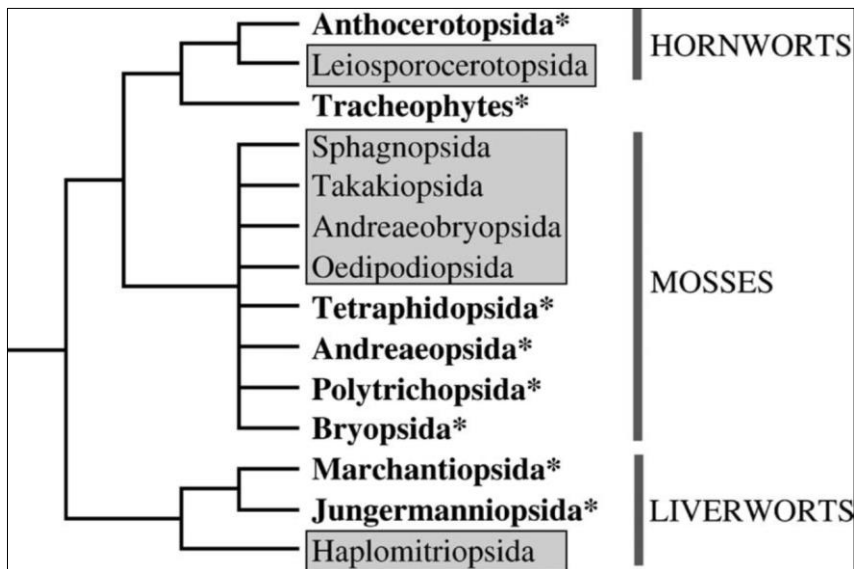 Anthocerotopsida*
HORNWORTS
Leiosporocerotopsida
Tracheophytes*
Sphagnopsida
Takakiopsida
Andreaeobryopsida
Oedipodiopsida
MOSSES
Tetraphidopsida*
Andreaeopsida*
Polytrichopsida*
Bryopsida*
Marchantiopsida*
Jungermanniopsida*
LIVERWORTS
Haplomitriopsida